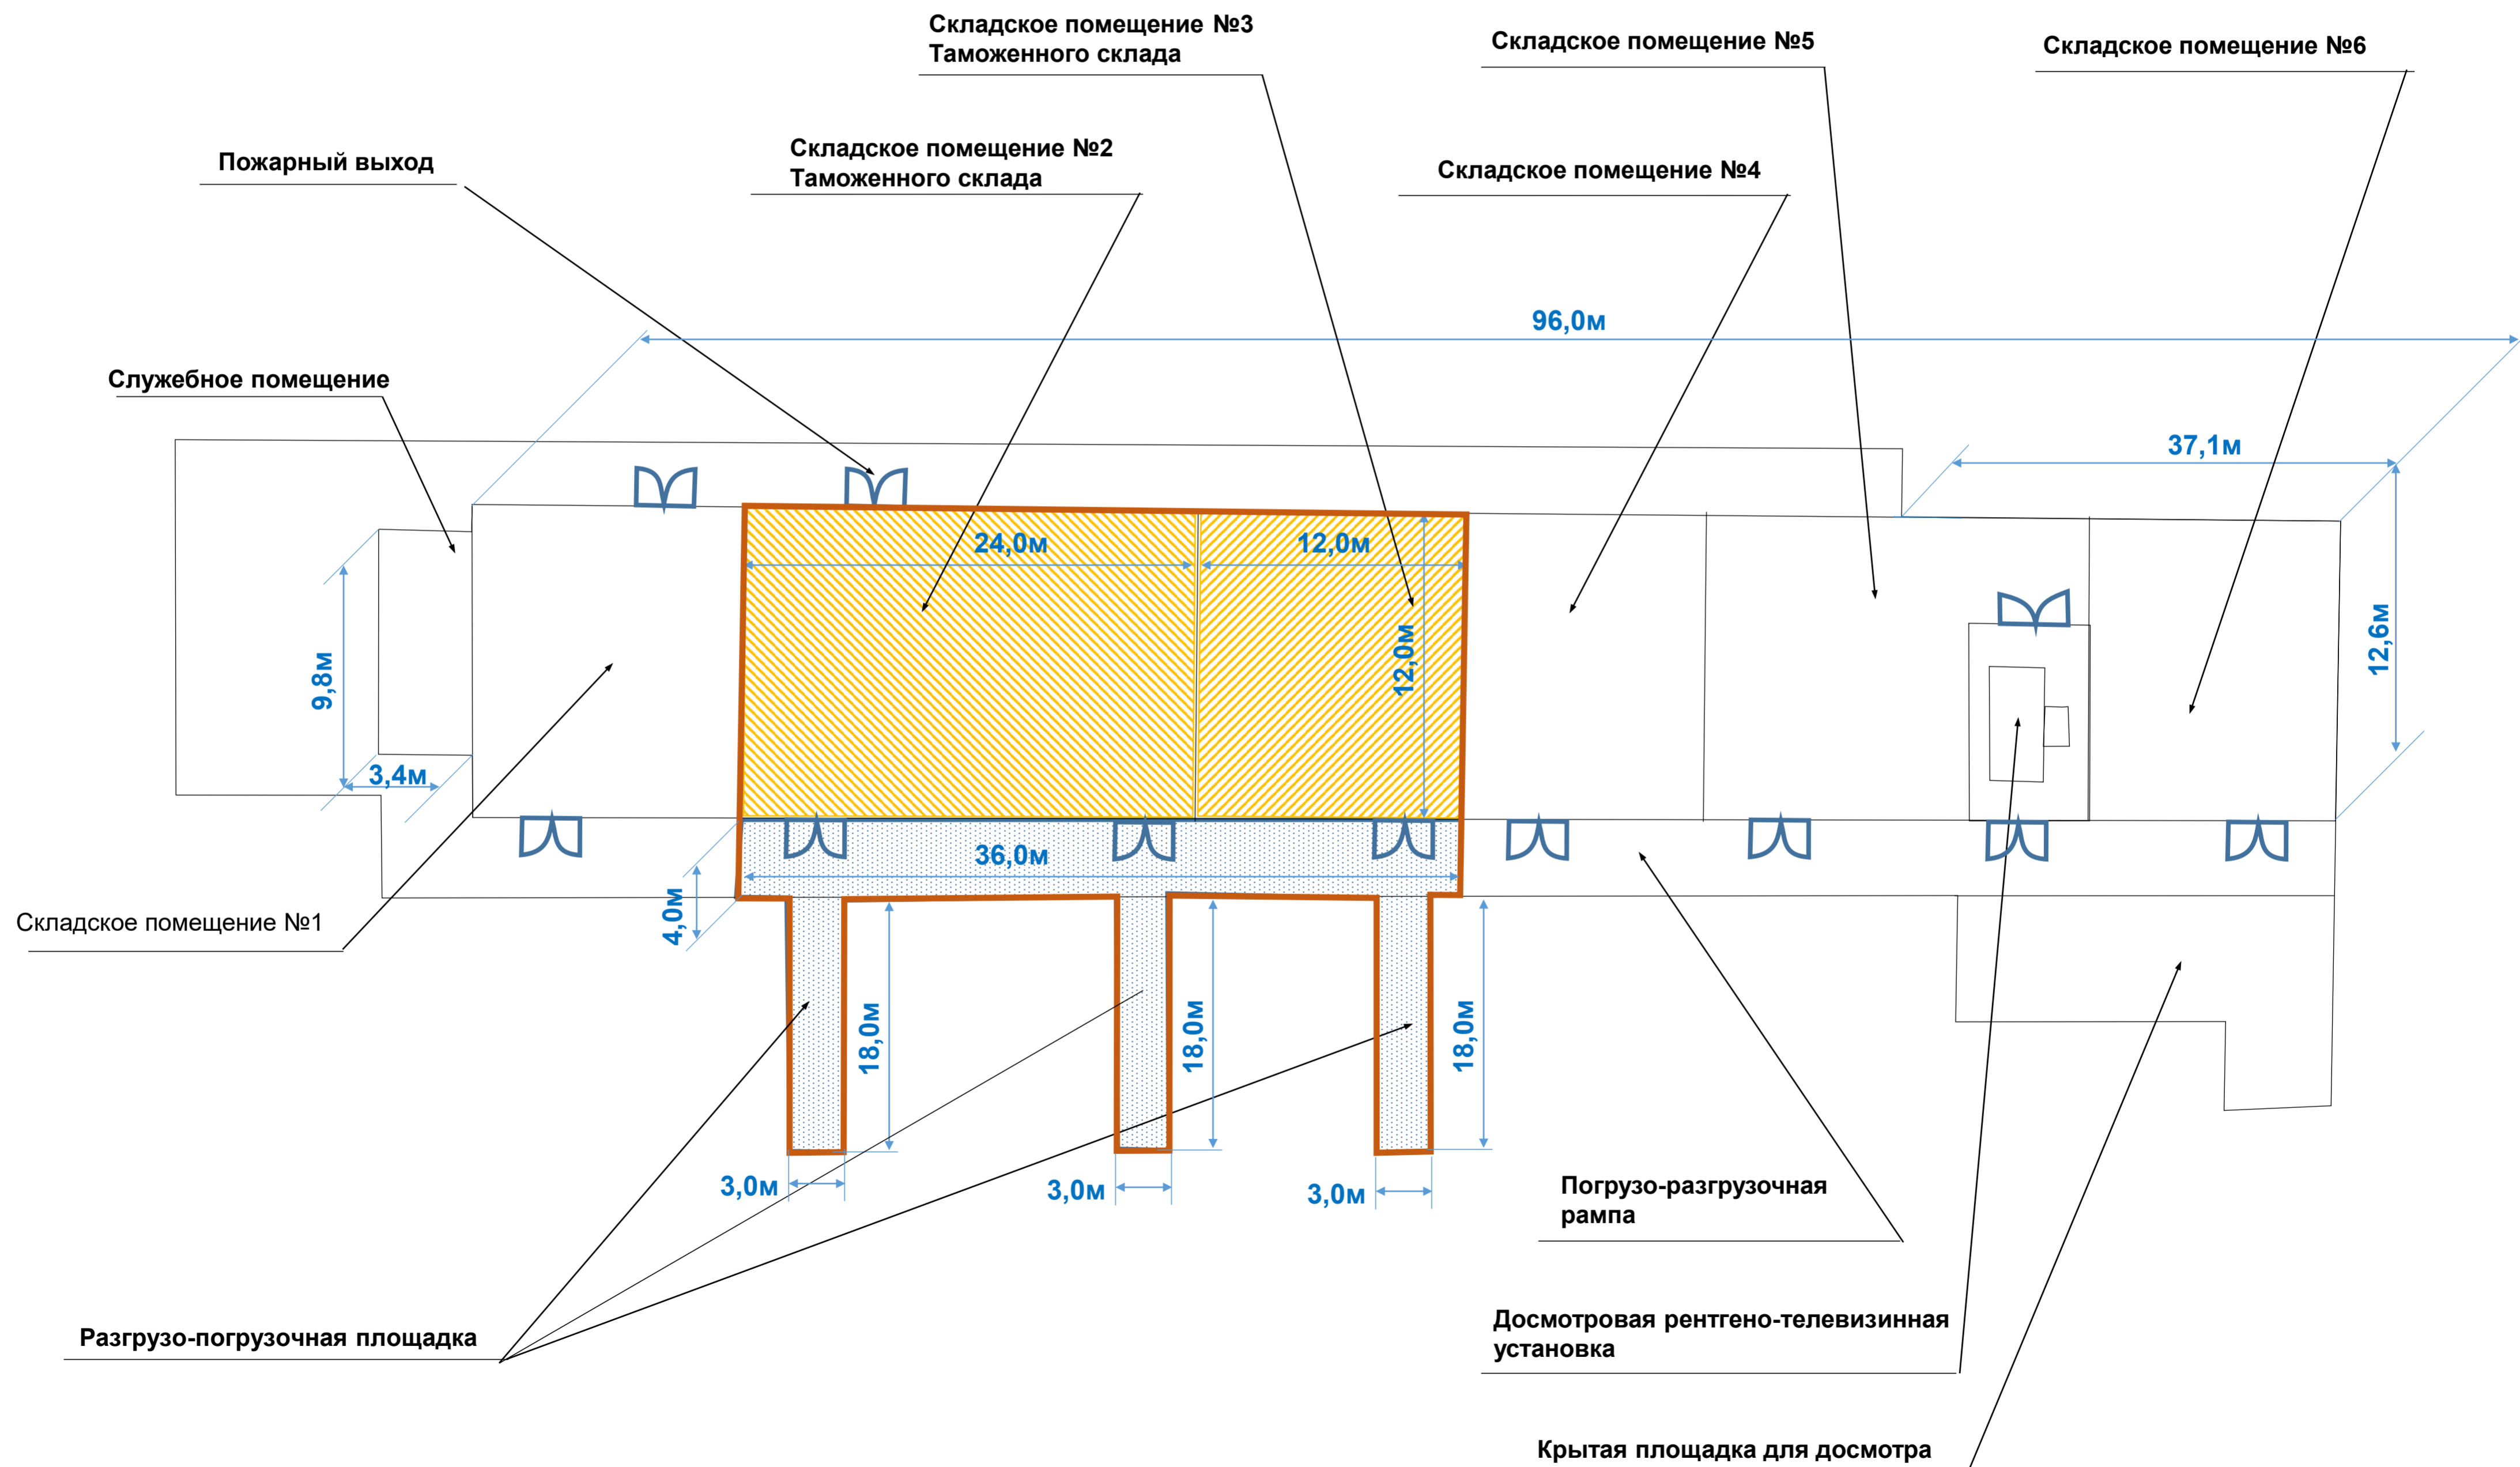 Складское помещение №3
Таможенного склада
Складское помещение №5
Складское помещение №6
Пожарный выход
Складское помещение №2
Таможенного склада
Складское помещение №4
96,0м
Служебное помещение
37,1м
24,0м
12,0м
12,0м
12,6м
9,8м
3,4м
36,0м
4,0м
Складское помещение №1
18,0м
18,0м
18,0м
3,0м
3,0м
3,0м
Погрузо-разгрузочная
рампа
Разгрузо-погрузочная площадка
Досмотровая рентгено-телевизинная
установка
Крытая площадка для досмотра